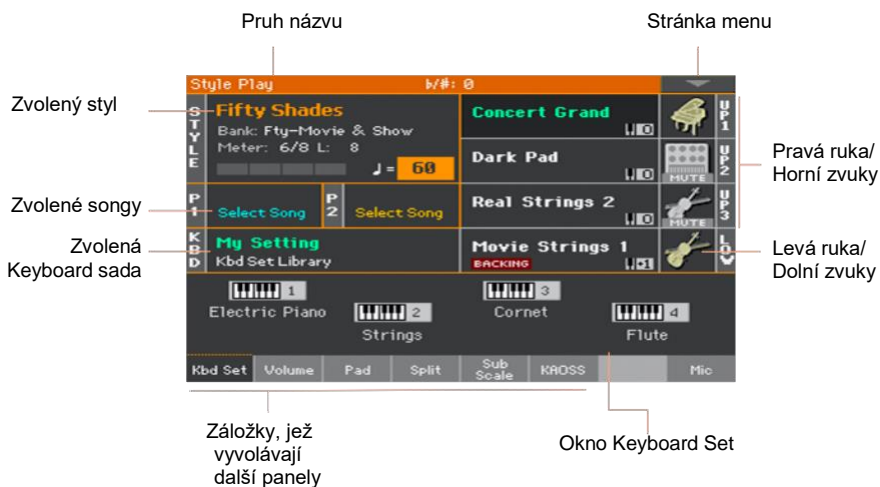 Pruh názvu
Stránka menu
Style Play
b/#: 0
Zvolený styl
STYLE
Fifty Shades
Bank: Fty-Movie & Show
Meter: 6/8 L: 8
♩ = 60
Concert Grand
UP1
Dark Pad
MUTE
UP2
Pravá ruka/
Horní zvuky
Zvolené songy
P1
Select Song
P2
Select Song
Real Strings 2
MUTE
UP3
Zvolená
Keyboard sada
KBD
My Setting
Kbd Set Library
Movie Strings 1
BACKING
+1
LOW
Levá ruka/
Dolní zvuky
1
Electric Piano
2
Strings
3
Cornet
4
Flute
Kbd Set
Volume
Pad
Split
Sub
Scale
KAOSS
Mic
Záložky, jež
vyvolávají
další panely
Okno Keyboard Set